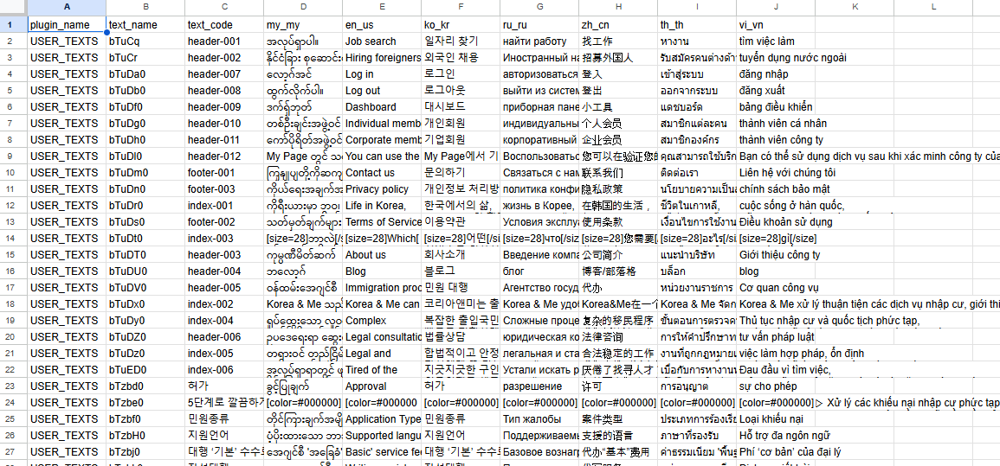 A B C D E F G H I J K L
1 plugin_name text_name text_code my_my en_us ko_kr ru_ru zh_cn th_th vi_vn
2 USER_TEXTS bTuCq header-001 အလုပ်ရှာပါ။ Job search 일자리 찾기 найти работу 找工作 หางาน tìm việc làm
3 USER_TEXTS bTuCr header-002 နိုင်ငံခြား စုဆောင်း Hiring foreigners 외국인 채용 Иностранный на 招募外国人 รับสมัครคนต่างด้า tuyển dụng nước ngoài
4 USER_TEXTS bTuDa0 header-007 လော့ဂ်အင် Log in 로그인 авторизоваться 登入 เข้าสู่ระบบ đăng nhập
5 USER_TEXTS bTuDb0 header-008 ထွက်လိုက်ပါ။ Log out 로그아웃 выйти из систем 登出 ออกจากระบบ đăng xuất
6 USER_TEXTS bTuDf0 header-009 ဒက်ရှ်ဘုတ် Dashboard 대시보드 приборная пане 小工具 แดชบอร์ด bảng điều khiển
7 USER_TEXTS bTuDg0 header-010 တစ်ဦးချင်းအဖွဲ့ဝင် Individual memb 개인회원 индивидуальны 个人会员 สมาชิกแต่ละคน thành viên cá nhân
8 USER_TEXTS bTuDh0 header-011 ကော်ပိုရိတ်အဖွဲ့ဝင် Corporate memb 기업회원 корпоративный 企业会员 สมาชิกองค์กร thành viên công ty
9 USER_TEXTS bTuDl0 header-012 My Page တွင် သ You can use the My Page에서 기 Воспользоватьс 您可以在验证您的 คุณสามารถใช้บริก Bạn có thể sử dụng dịch vụ sau khi xác minh công ty của
10 USER_TEXTS bTuDm0 footer-001 Contact us 문의하기 Связаться с нам 联系我们 ติดต่อเรา Liên hệ với chúng tôi
11 USER_TEXTS bTuDn0 footer-003 ကိုယ်ရေးအချက်အ Privacy policy 개인정보 처리방 политика конфи 隐私政策 นโยบายความเป็น chính sách bảo mật
12 USER_TEXTS bTuDr0 index-001 ကိုရီးယားမှာ ဘဝ Life in Korea, 한국에서의 삶, жизнь в Корее, 在韩国的生活， ชีวิตในเกาหลี, cuộc sống ở hàn quốc,
13 USER_TEXTS bTuDs0 footer-002 သတ်မှတ်ချက်များ Terms of Service 이용약관 Условия эксплуа 使用条款 เงื่อนไขการใช้งาน Điều khoản sử dụng
14 USER_TEXTS bTuDt0 index-003 [size=28]ဘာလဲ[/s [size=28]Which[ [size=28]어떤[/si [size=28]что[/siz [size=28]您需要[ [size=28]อะไร[/si [size=28]gì[/size]
15 USER_TEXTS bTuDT0 header-003 ကုမ္ပဏီမိတ်ဆက် About us 회사소개 Введение компа 公司简介 แนะนำบริษัท Giới thiệu công ty
16 USER_TEXTS bTuDU0 header-004 ဘလော့ဂ် Blog 블로그 блог 博客/部落格 บล็อก blog
17 USER_TEXTS bTuDV0 header-005 ဝန်ထမ်းအေဂျင်စီ Immigration proc 민원 대행 Агентство госуд 代办 หน่วยงานราชการ Cơ quan công vụ
18 USER_TEXTS bTuDx0 index-002 Korea & Me သည် Korea & Me can 코리아앤미는 출 Korea & Me удоб Korea&Me在一个 Korea & Me จัดก Korea & Me xử lý thuận tiện các dịch vụ nhập cư, giới thi
19 USER_TEXTS bTuDy0 index-004 ရှုပ်ထွေးသော လူဝ Complex 복잡한 출입국민 Сложные проце 复杂的移民程序 ขั้นตอนการตรวจค Thủ tục nhập cư và quốc tịch phức tạp,
20 USER_TEXTS bTuDZ0 header-006 ဥပဒေရေးရာ ဆွေး Legal consultatio 법률상담 юридическая ко 法律咨询 การให้คำปรึกษาท tư vấn pháp luật
21 USER_TEXTS bTuDz0 index-005 တရားဝင် တည်ငြိမ် Legal and 합법적이고 안정 легальная и ста 合法稳定的工作 งานที่ถูกกฎหมายแ việc làm hợp pháp, ổn định
22 USER_TEXTS bTuED0 index-006 Tired of the 지긋지긋한 구인 Устали искать р 厌倦了找寻人才 เบื่อกับการหางาน Đau đầu vì tìm việc,
23 USER_TEXTS bTzbd0 허가 ခွင့်ပြုချက် Approval 허가 разрешение 许可 การอนุญาต sự cho phép
24 USER_TEXTS bTzbe0 5단계로 깔끔하게 [color=#000000] [color=#000000 [color=#000000] [color=#000000] [color=#000000] [color=#000000] [color=#000000]▷ Xử lý các khiếu nại nhập cư phức tạp
25 USER_TEXTS bTzbf0 민원종류 တိုင်ကြားချက်အမျိ Application Type 민원종류 Тип жалобы 案件类型 ประเภทการร้องเรีย Loại khiếu nại
26 USER_TEXTS bTzbH0 지원언어 ပံ့ပိုးထားသော ဘာ Supported langu 지원언어 Поддерживаемы 支援的语言 ภาษาที่รองรับ Hỗ trợ đa ngôn ngữ
27 USER_TEXTS bTzbj0 대행 ‘기본’ 수수료 အေဂျင်စီ 'အခြေခံ' Basic' service fe 대행 ‘기본’ 수수 Базовое вознаг 代办“基本”费用 ค่าธรรมเนียม 'พื้นฐ Phí 'cơ bản' của đại lý